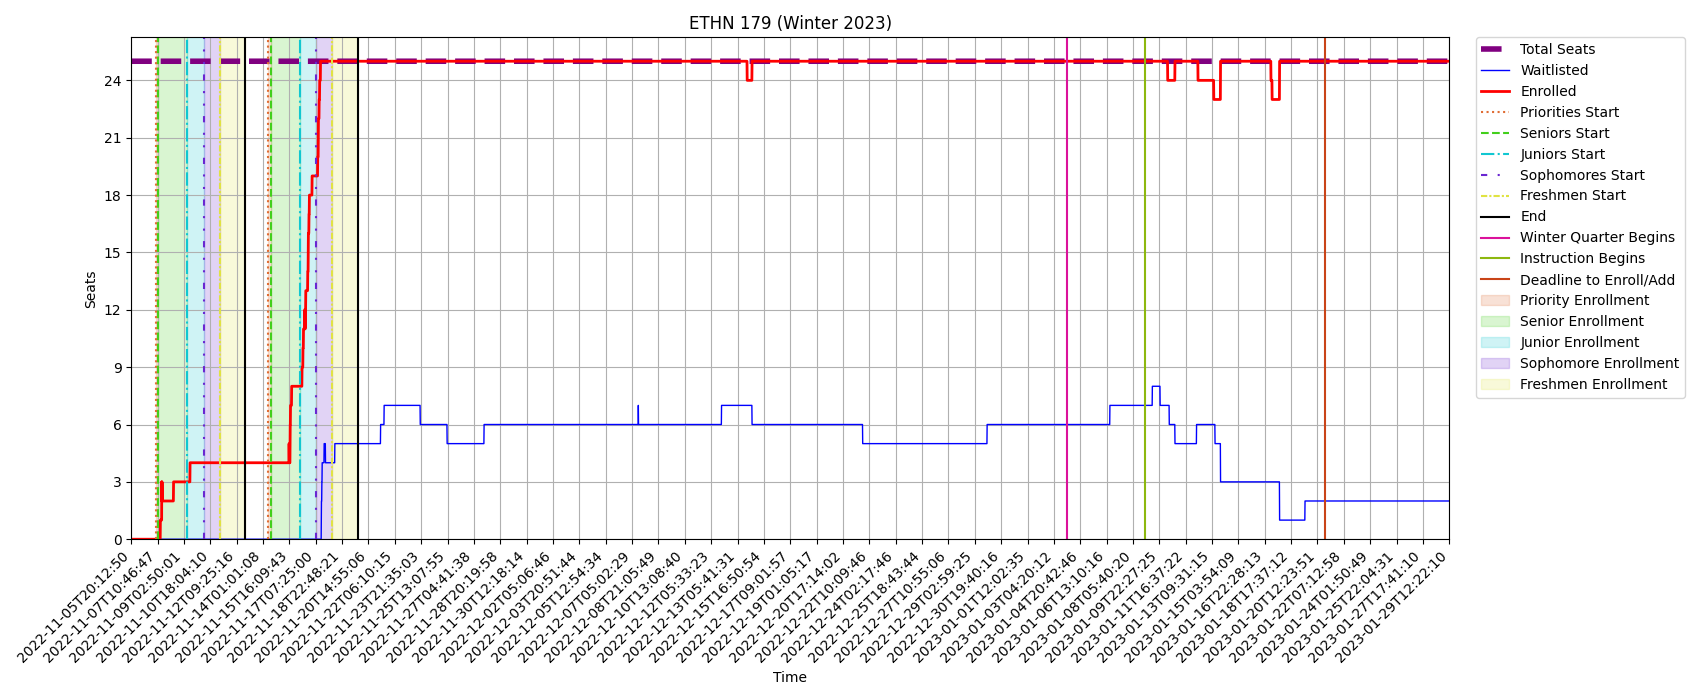 ETHN 179 (Winter 2023)
Seats
24
21
18
15
12
9
6
3
0
2022-11-05T20:12:50
2022-11-07T10:46:47
2022-11-09T02:50:01
2022-11-10T18:04:10
2022-11-12T09:25:16
2022-11-14T01:01:08
2022-11-15T16:09:43
2022-11-17T07:25:00
2022-11-18T22:48:21
2022-11-20T14:55:06
2022-11-22T06:10:15
2022-11-23T21:35:03
2022-11-25T13:07:55
2022-11-27T04:41:38
2022-11-28T20:19:58
2022-11-30T12:18:14
2022-12-02T05:06:46
2022-12-03T20:51:44
2022-12-05T12:54:34
2022-12-07T05:02:29
2022-12-08T21:05:49
2022-12-10T13:08:40
2022-12-12T05:33:23
2022-12-13T05:41:31
2022-12-15T16:50:54
2022-12-17T09:01:57
2022-12-19T01:05:17
2022-12-20T17:14:02
2022-12-22T10:09:46
2022-12-24T02:17:46
2022-12-25T18:43:44
2022-12-27T10:55:06
2022-12-29T02:59:25
2022-12-30T19:40:16
2023-01-01T12:02:35
2023-01-03T04:20:12
2023-01-04T20:42:46
2023-01-06T13:10:16
2023-01-08T05:40:20
2023-01-09T22:27:25
2023-01-11T16:37:22
2023-01-13T09:31:15
2023-01-15T03:54:09
2023-01-16T22:28:13
2023-01-18T17:37:12
2023-01-20T12:23:51
2023-01-22T07:12:58
2023-01-24T01:50:49
2023-01-25T22:04:31
2023-01-27T17:41:10
2023-01-29T12:22:10
Time
Total Seats
Waitlisted
Enrolled
Priorities Start
Seniors Start
Juniors Start
Sophomores Start
Freshmen Start
End
Winter Quarter Begins
Instruction Begins
Deadline to Enroll/Add
Priority Enrollment
Senior Enrollment
Junior Enrollment
Sophomore Enrollment
Freshmen Enrollment